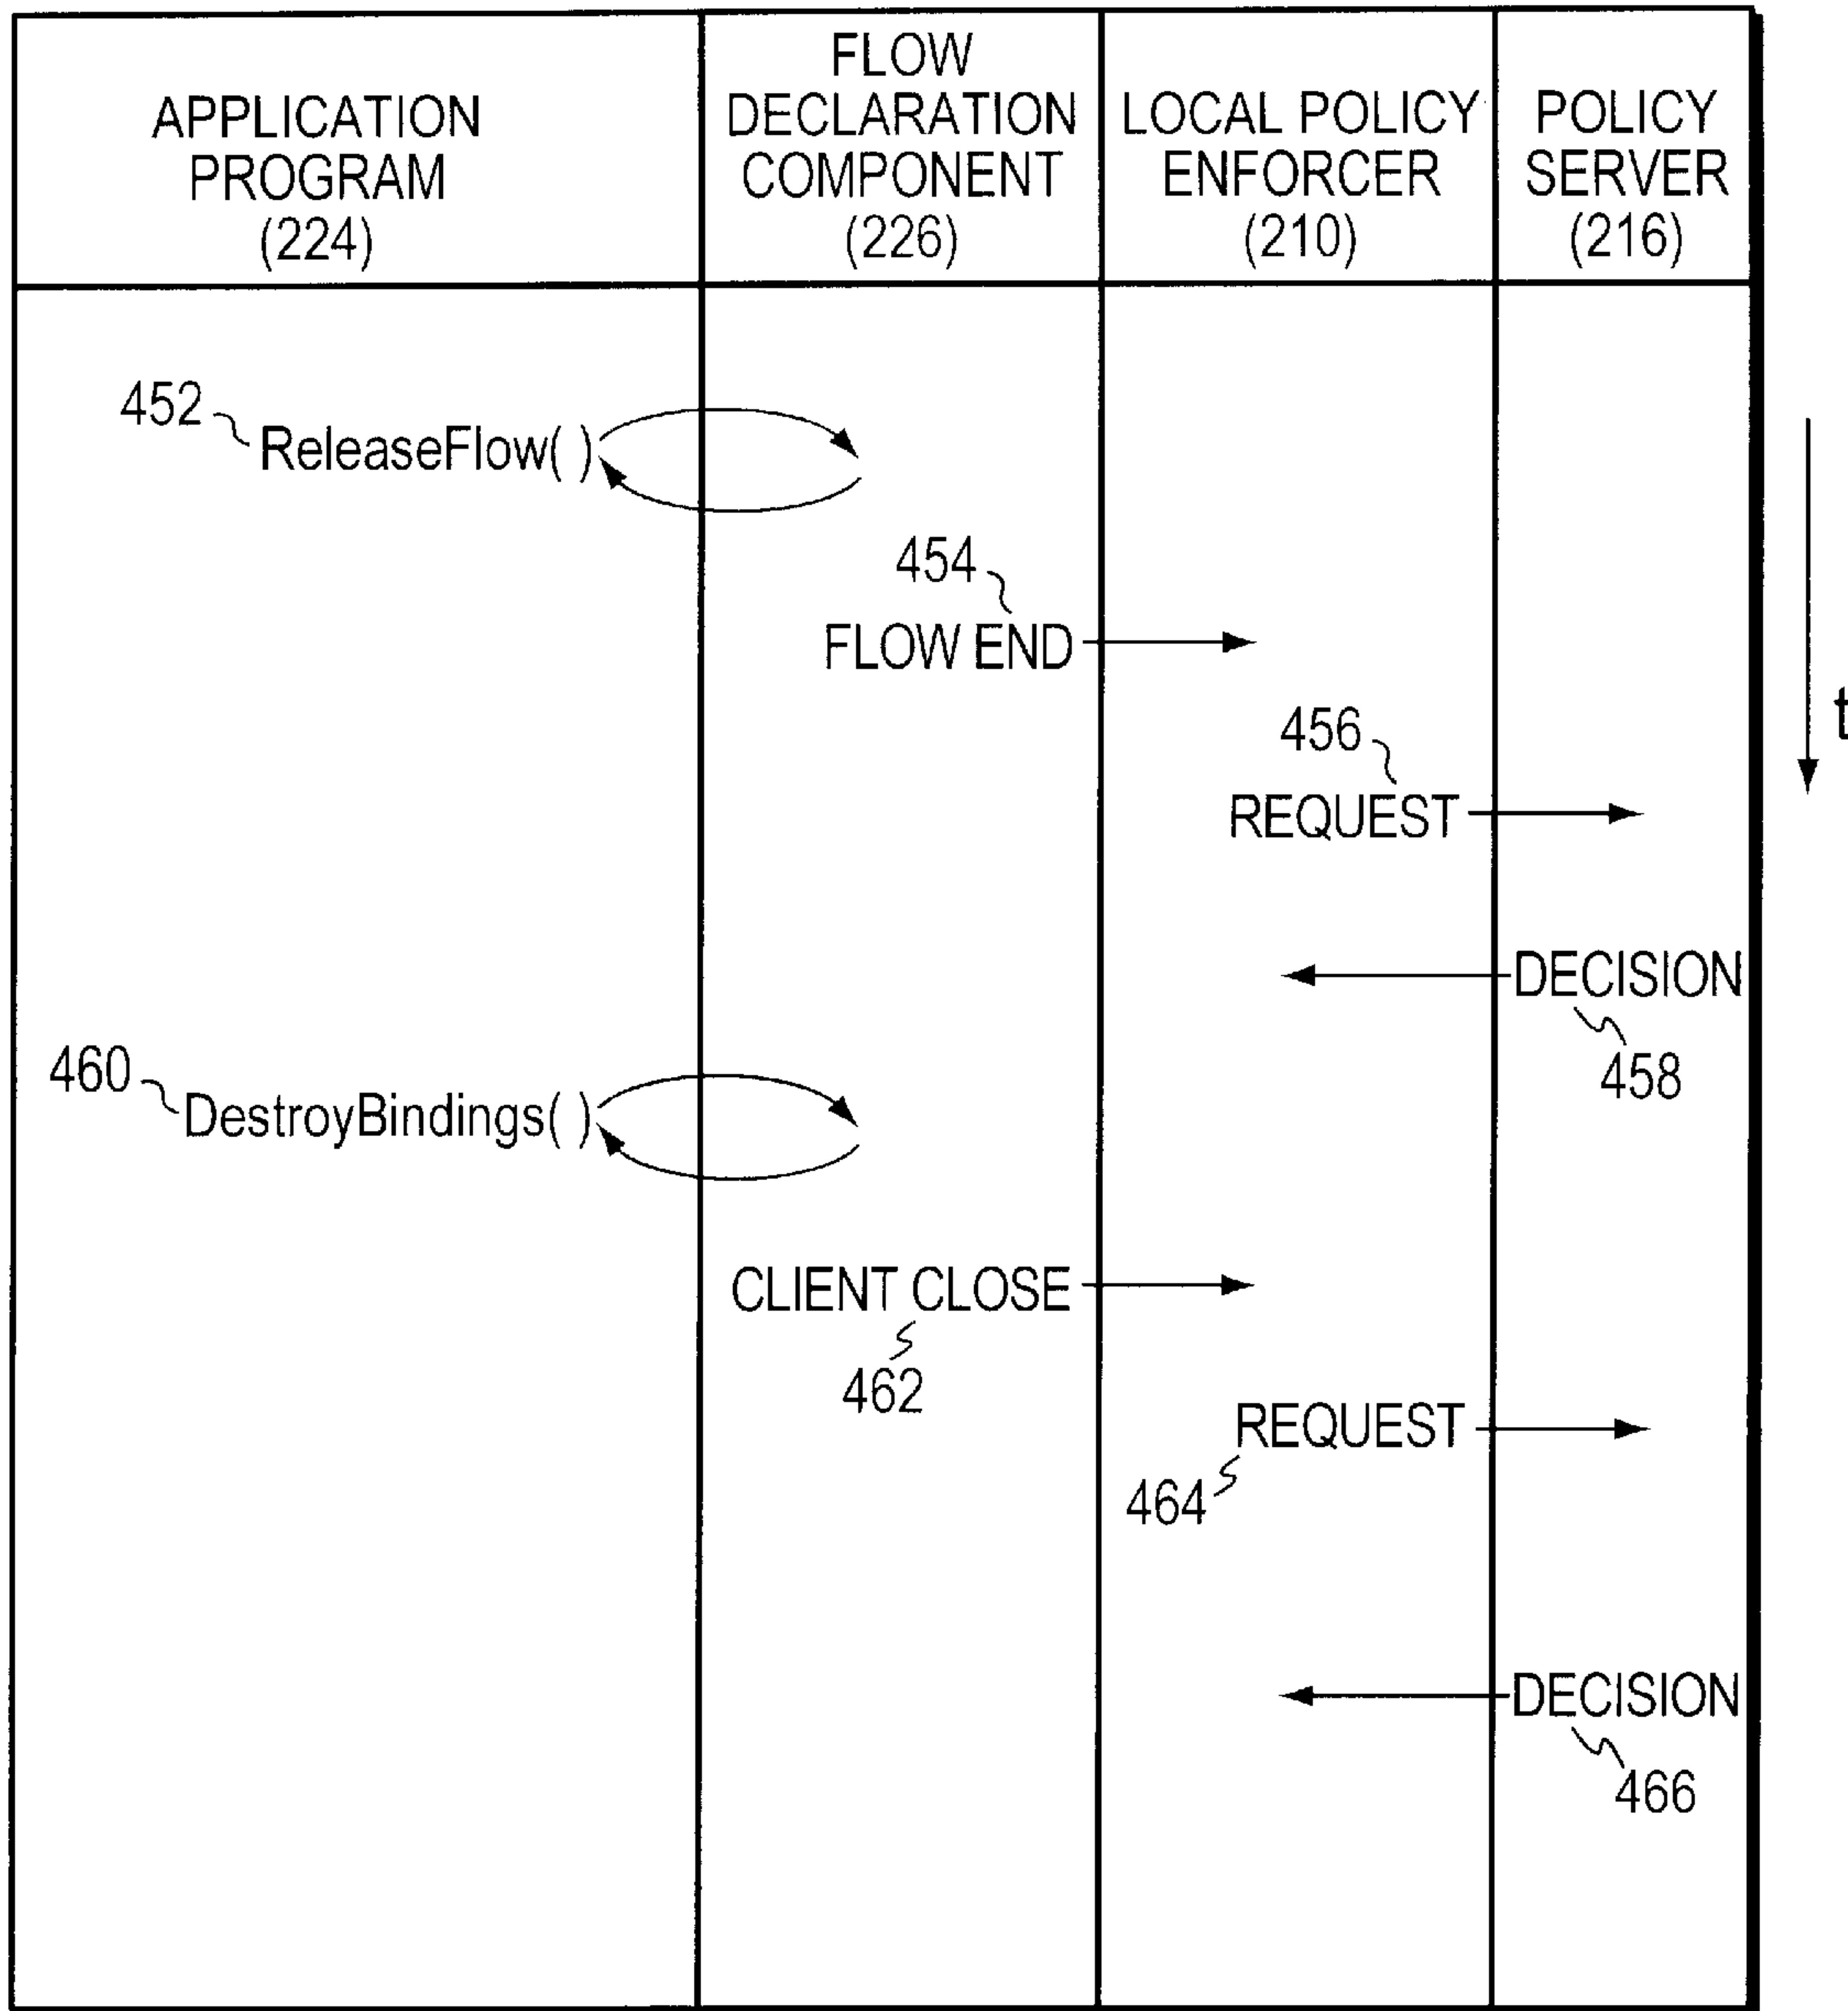 APPLICATION
PROGRAM
(224)
FLOW
DECLARATION
COMPONENT
(226)
LOCAL POLICY
ENFORCER
(210)
POLICY
SERVER
(216)
452
ReleaseFlow( )
454
FLOW END
t
456
REQUEST
DECISION
458
460
DestroyBindings( )
CLIENT CLOSE
462
REQUEST
464
DECISION
466